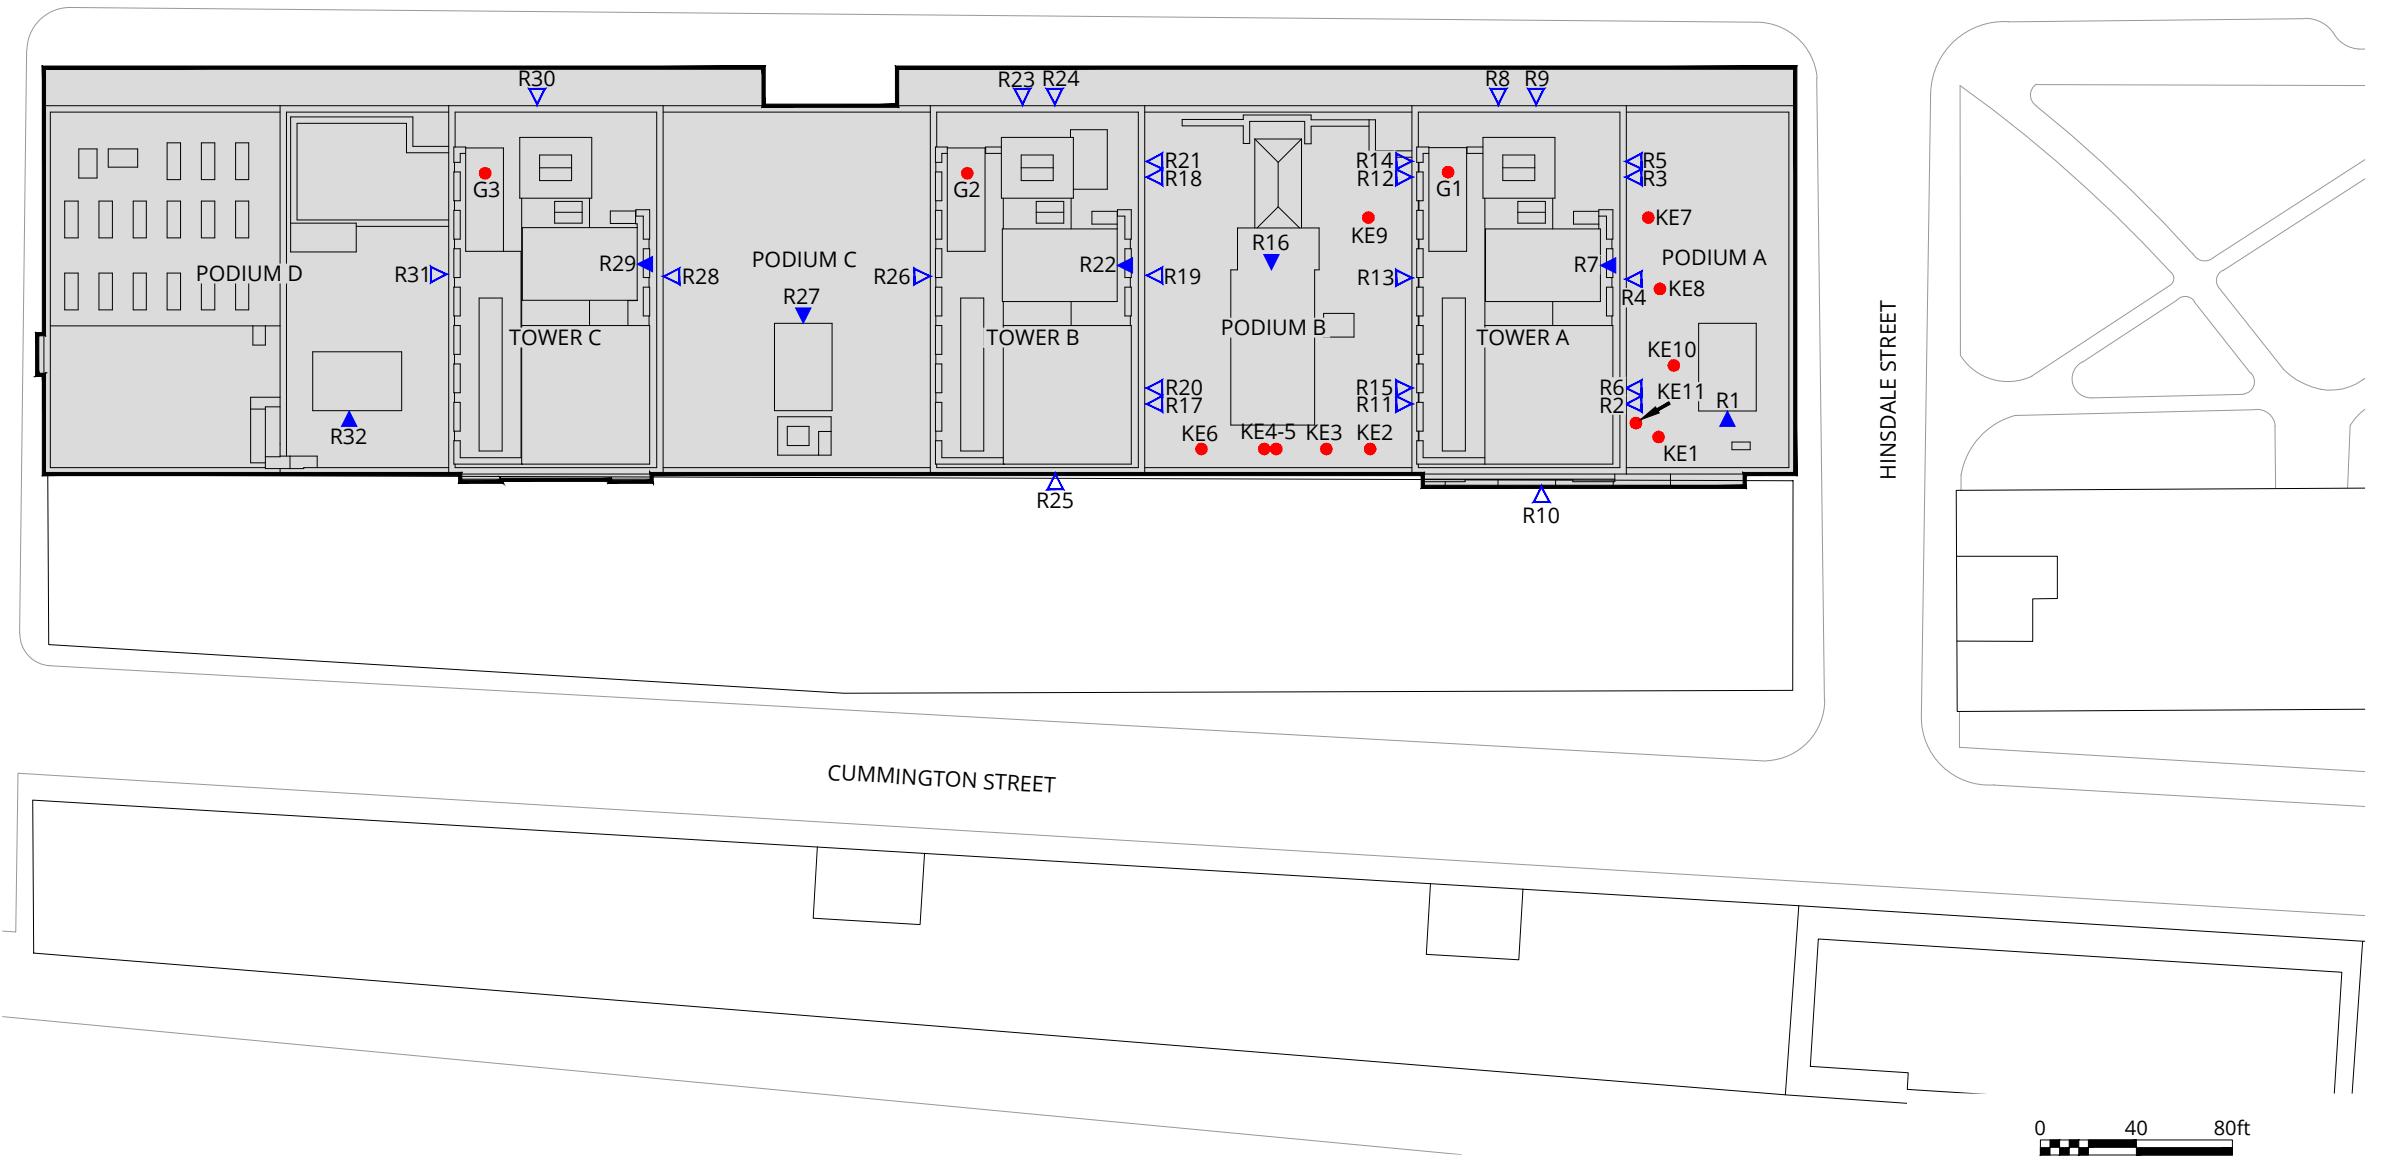 R30
R23 R24
R8 R9
R21
R14
R5
R18
R12
R3
G3
G2
G1
KE7
KE9
R16
PODIUM C
PODIUM A
R29
R22
R7
PODIUM D
R31
R28
R26
R19
R13
KE8
R4
R27
PODIUM B
TOWER C
TOWER B
TOWER A
KE10
R20
R15
R6
KE11
R17
R11
R2
R1
R32
KE6
KE4-5
KE3
KE2
KE1
R25
R10
HINSDALE STREET
CUMMINGTON STREET
0 40 80ft